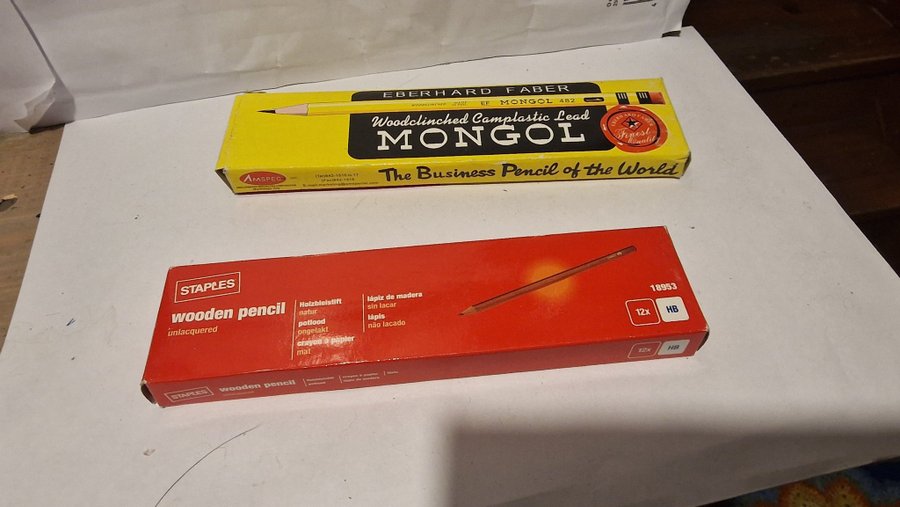 EBERHARD FABER
EF MONGOL 482
Woodclinched Camplastic Lead
MONGOL
Finest
AMSPEC
The Business Pencil of the World
STAPLES
wooden pencil
unlacquered
Holzbleistift
natur
potlood
ongelakt
crayon à papier
mat
lápiz de madera
sin lacar
lápis
não lacado
18953
12x
HB
STAPLES
wooden pencil
12x
HB